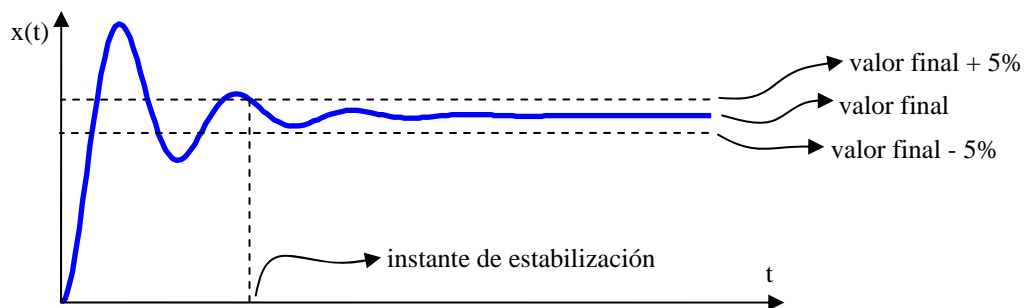 x(t)
valor final + 5%
valor final
valor final - 5%
instante de estabilización
t